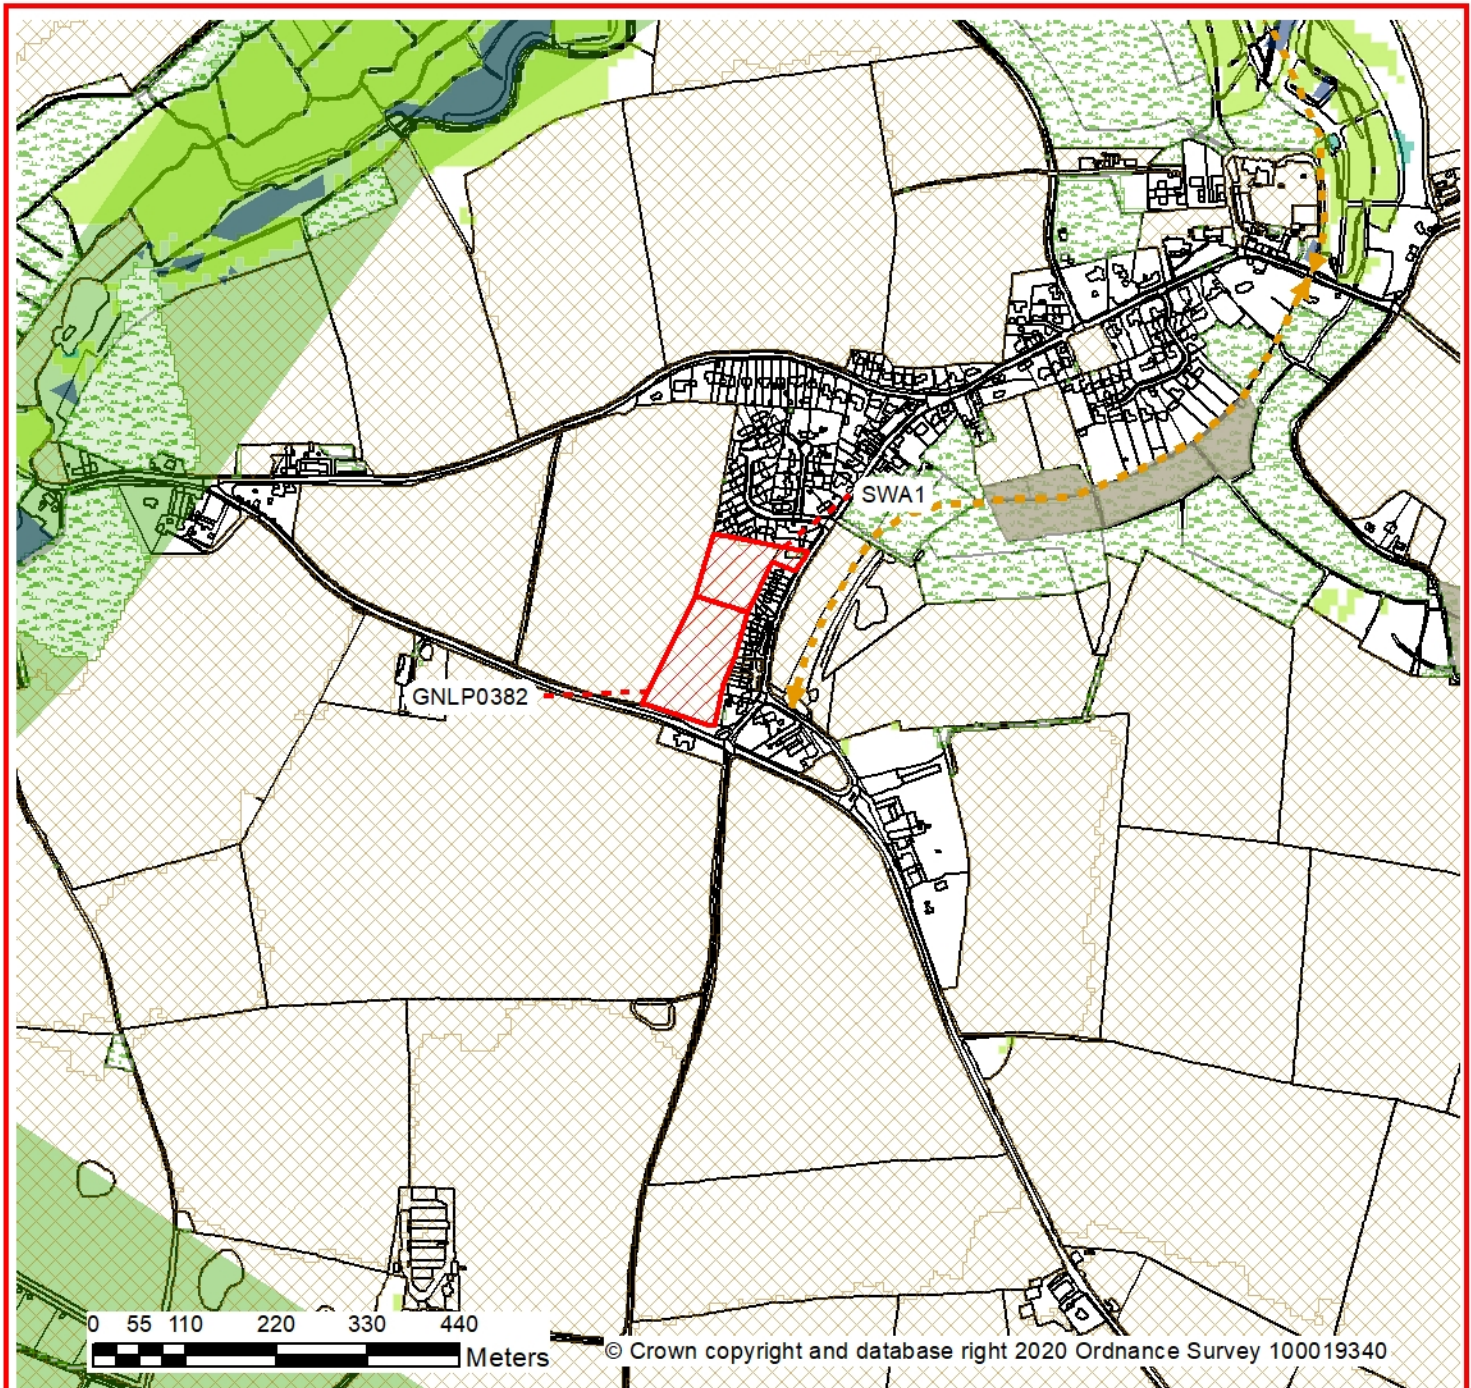 SWA1
GNLP0382
0 55 110 220 330 440
Meters
© Crown copyright and database right 2020 Ordnance Survey 100019340